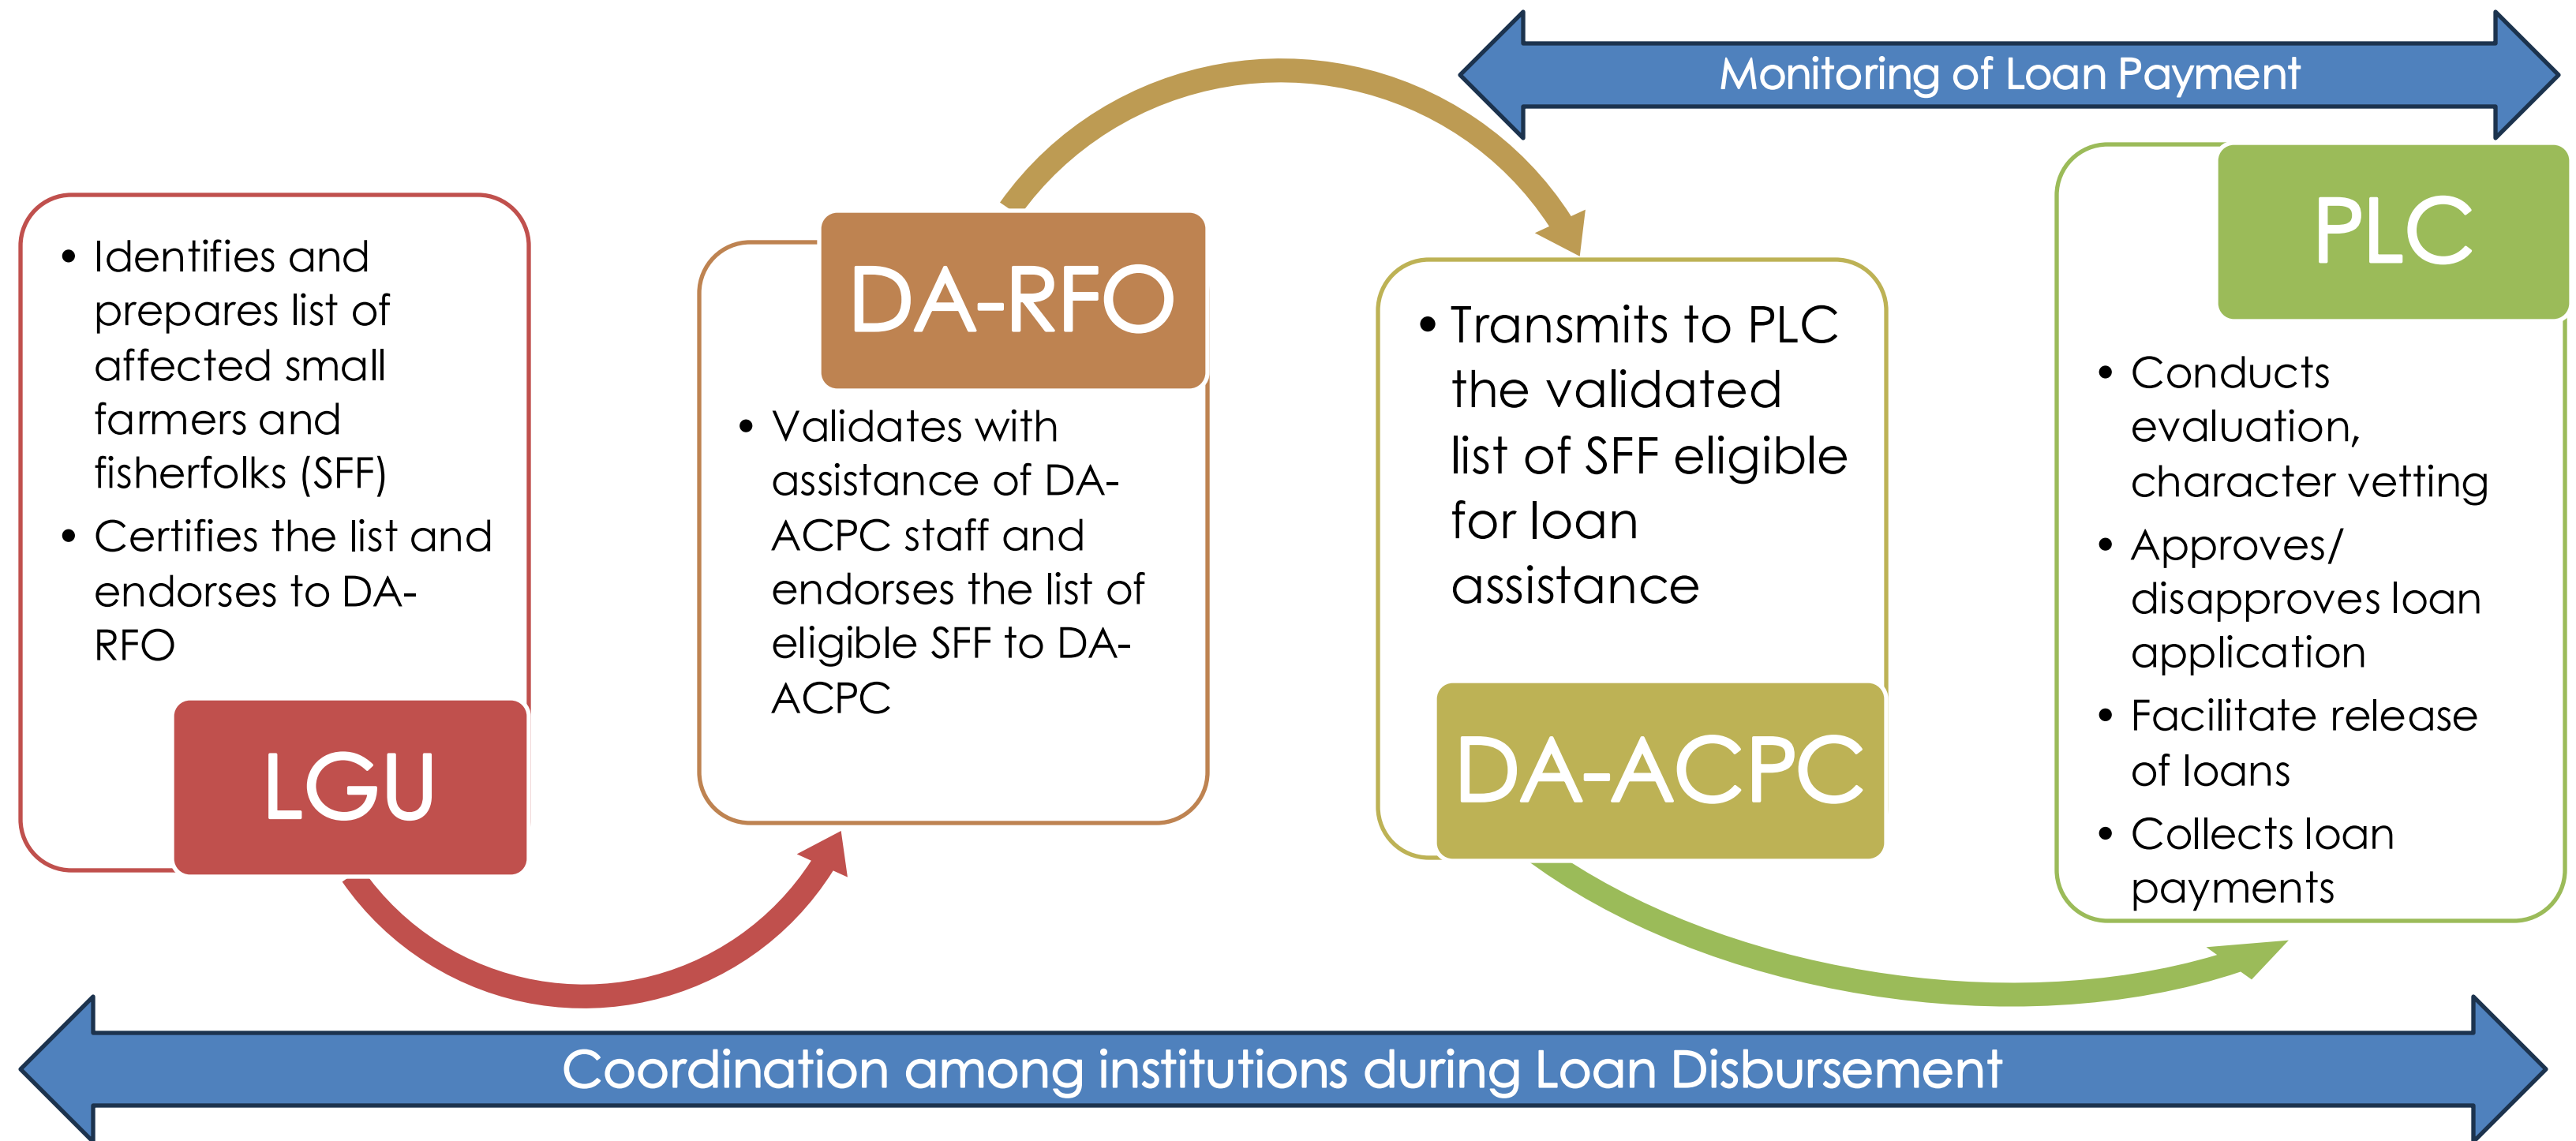 Monitoring of Loan Payment
• Identifies and
prepares list of
affected small
farmers and
fisherfolks (SFF)
• Certifies the list and
endorses to DA-
RFO
LGU
DA-RFO
• Validates with
assistance of DA-
ACPC staff and
endorses the list of
eligible SFF to DA-
ACPC
• Transmits to PLC
the validated
list of SFF eligible
for loan
assistance
DA-ACPC
PLC
• Conducts
evaluation,
character vetting
• Approves/
disapproves loan
application
• Facilitate release
of loans
• Collects loan
payments
Coordination among institutions during Loan Disbursement